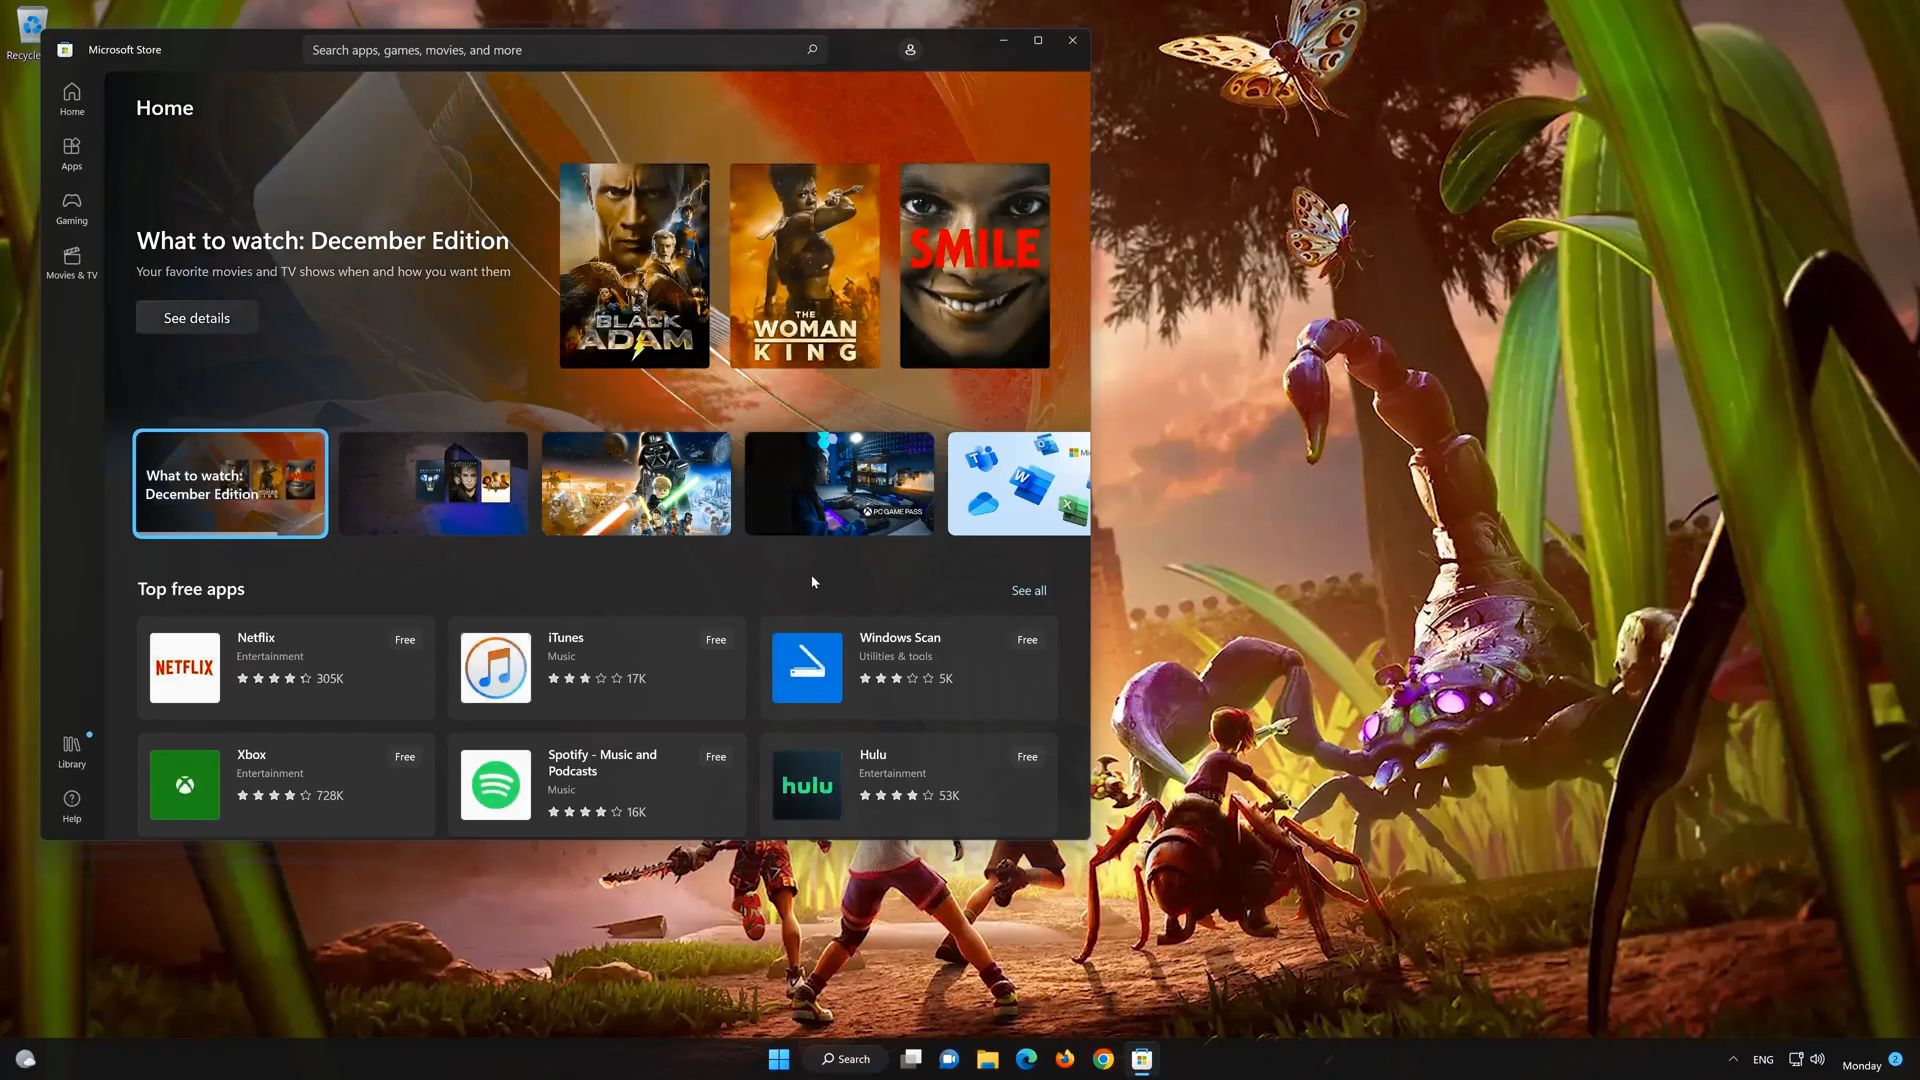 Recycle
Microsoft Store
Search apps, games, movies, and more
Home
Apps
Gaming
Movies & TV
Library
Help
Home
What to watch: December Edition
Your favorite movies and TV shows when and how you want them
See details
BLACK
ADAM
THE
WOMAN
KING
SMILE
What to watch:
December Edition
PC GAME PASS
Top free apps
See all
Netflix
Free
Entertainment
305K
NETFLIX
iTunes
Free
Music
17K
Windows Scan
Free
Utilities & tools
5K
Xbox
Free
Entertainment
728K
Spotify - Music and
Podcasts
Free
Music
16K
Hulu
Free
Entertainment
53K
hulu
Search
ENG
Monday
2